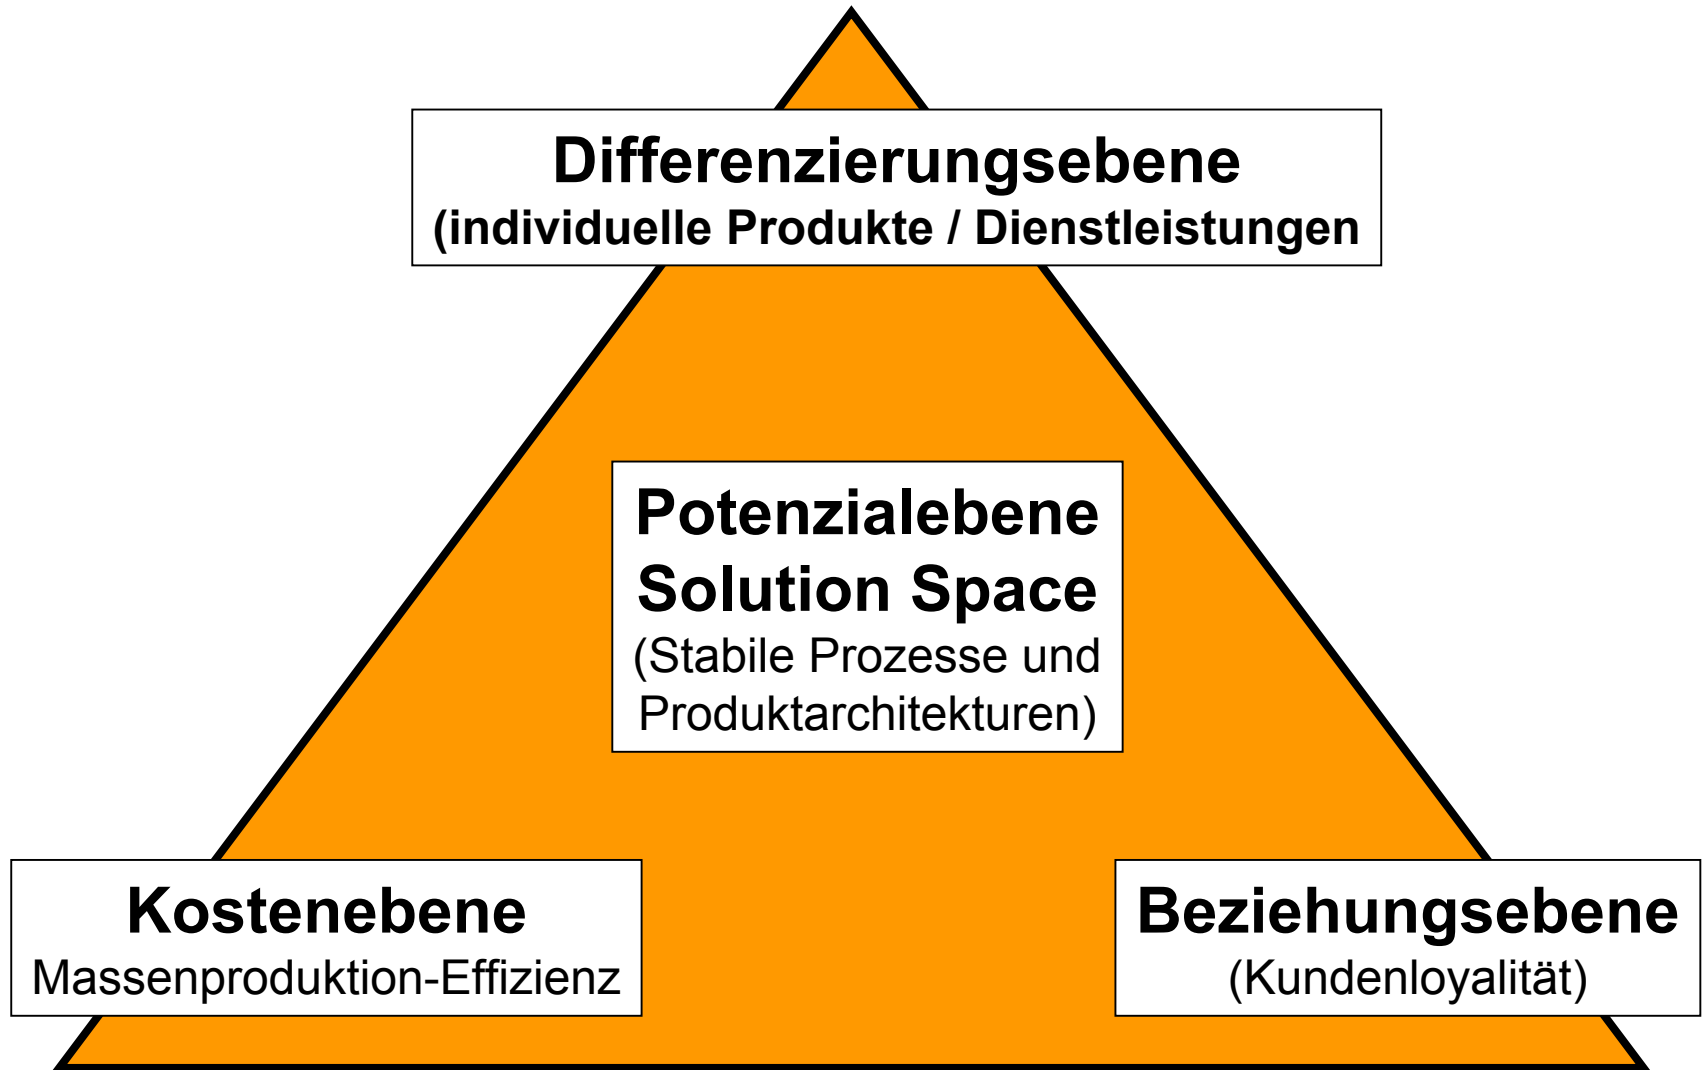 Differenzierungsebene
(individuelle Produkte / Dienstleistungen
Potenzialebene
Solution Space
(Stabile Prozesse und
Produktarchitekturen)
Kostenebene
Massenproduktion-Effizienz
Beziehungsebene
(Kundenloyalität)